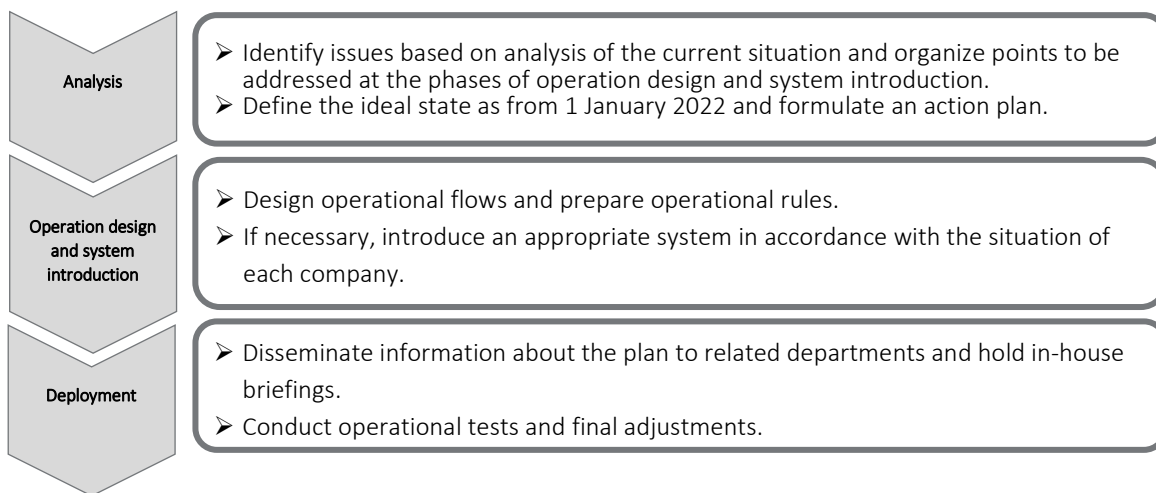 Analysis
➢ Identify issues based on analysis of the current situation and organize points to be
addressed at the phases of operation design and system introduction.
➢ Define the ideal state as from 1 January 2022 and formulate an action plan.
Operation design
and system
introduction
➢ Design operational flows and prepare operational rules.
➢ If necessary, introduce an appropriate system in accordance with the situation of
each company.
Deployment
➢ Disseminate information about the plan to related departments and hold in-house
briefings.
➢ Conduct operational tests and final adjustments.